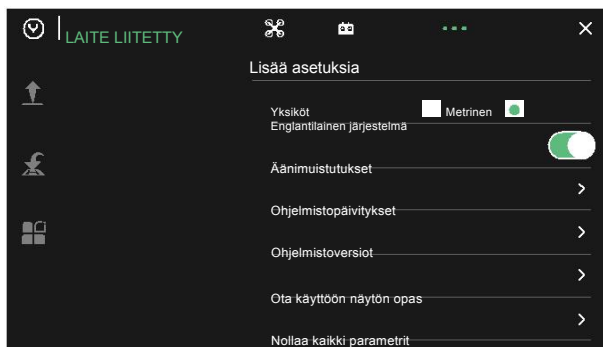 LAITE LIITETTY
Lisää asetuksia
Yksiköt
Metrinen
Englantilainen järjestelmä
Äänimuistutukset
Ohjelmistopäivitykset
Ohjelmistoversiot
Ota käyttöön näytön opas
Nollaa kaikki parametrit